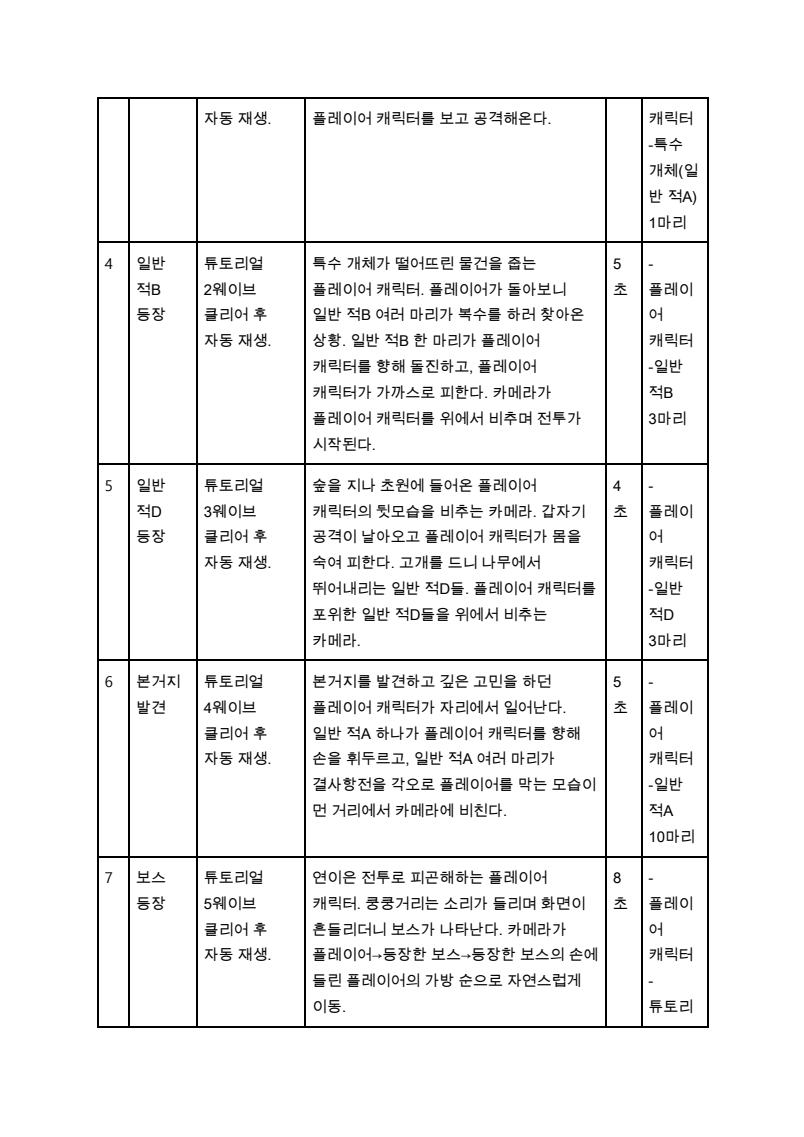 자동 재생.
플레이어 캐릭터를 보고 공격해온다.
캐릭터
-특수
개체(일
반 적A)
1마리
4
일반
적B
등장
튜토리얼
2웨이브
클리어 후
자동 재생.
특수 개체가 떨어뜨린 물건을 줍는
플레이어 캐릭터. 플레이어가 돌아보니
일반 적B 여러 마리가 복수를 하러 찾아온
상황. 일반 적B 한 마리가 플레이어
캐릭터를 향해 돌진하고, 플레이어
캐릭터가 가까스로 피한다. 카메라가
플레이어 캐릭터를 위에서 비추며 전투가
시작된다.
5
초
-
플레이
어
캐릭터
-일반
적B
3마리
5
일반
적D
등장
튜토리얼
3웨이브
클리어 후
자동 재생.
숲을 지나 초원에 들어온 플레이어
캐릭터의 뒷모습을 비추는 카메라. 갑자기
공격이 날아오고 플레이어 캐릭터가 몸을
숙여 피한다. 고개를 드니 나무에서
뛰어내리는 일반 적D들. 플레이어 캐릭터를
포위한 일반 적D들을 위에서 비추는
카메라.
4
초
-
플레이
어
캐릭터
-일반
적D
3마리
6
본거지
발견
튜토리얼
4웨이브
클리어 후
자동 재생.
본거지를 발견하고 깊은 고민을 하던
플레이어 캐릭터가 자리에서 일어난다.
일반 적A 하나가 플레이어 캐릭터를 향해
손을 휘두르고, 일반 적A 여러 마리가
결사항전을 각오로 플레이어를 막는 모습이
먼 거리에서 카메라에 비친다.
5
초
-
플레이
어
캐릭터
-일반
적A
10마리
7
보스
등장
튜토리얼
5웨이브
클리어 후
자동 재생.
연이은 전투로 피곤해하는 플레이어
캐릭터. 쿵쿵거리는 소리가 들리며 화면이
흔들리더니 보스가 나타난다. 카메라가
플레이어→등장한 보스→등장한 보스의 손에
들린 플레이어의 가방 순으로 자연스럽게
이동.
8
초
-
플레이
어
캐릭터
-
튜토리